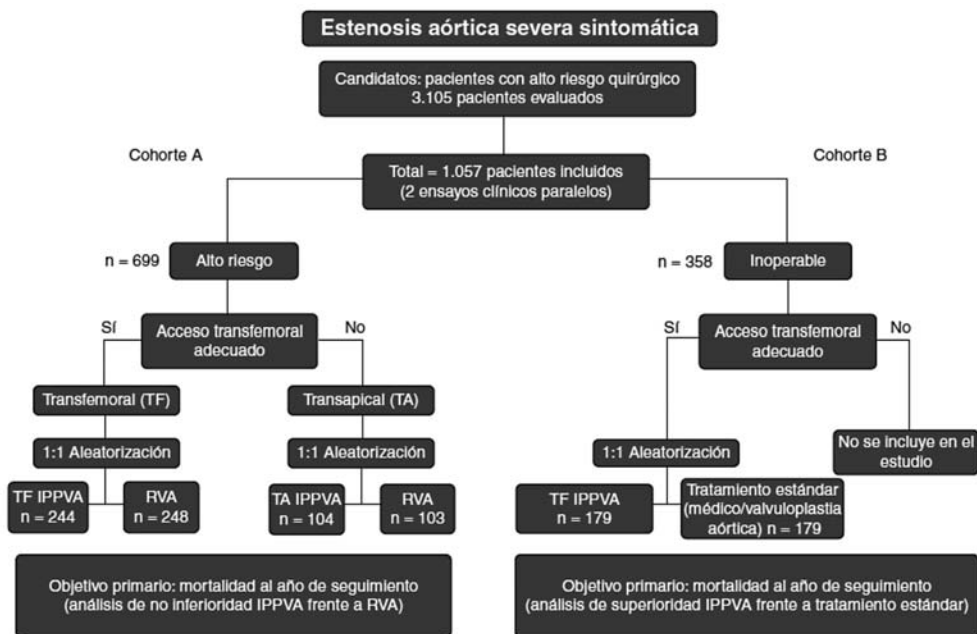 Estenosis aórtica severa sintomática
Candidatos: pacientes con alto riesgo quirúrgico
3.105 pacientes evaluados
Cohorte A
Cohorte B
Total = 1.057 pacientes incluidos
(2 ensayos clínicos paralelos)
n = 699
Alto riesgo
n = 358
Inoperable
Sí
Acceso transfemoral
adecuado
No
Sí
Acceso transfemoral
adecuado
No
Transfemoral (TF)
Transapical (TA)
1:1 Aleatorización
1:1 Aleatorización
1:1 Aleatorización
No se incluye en el
estudio
TF IPPVA
n = 244
RVA
n = 248
TA IPPVA
n = 104
RVA
n = 103
TF IPPVA
n = 179
Tratamiento estándar
(médico/valvuloplastia
aórtica) n = 179
Objetivo primario: mortalidad al año de seguimiento
(análisis de no inferioridad IPPVA frente a RVA)
Objetivo primario: mortalidad al año de seguimiento
(análisis de superioridad IPPVA frente a tratamiento estándar)